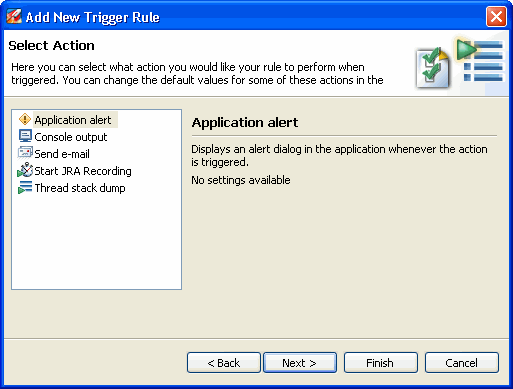 Add New Trigger Rule
Select Action
Here you can select what action you would like your rule to perform when
triggered. You can change the default values for some of these actions in the
Application alert
Console output
Send e-mail
Start JRA Recording
Thread stack dump
Application alert
Displays an alert dialog in the application whenever the action
is triggered.
No settings available
< Back
Next >
Finish
Cancel